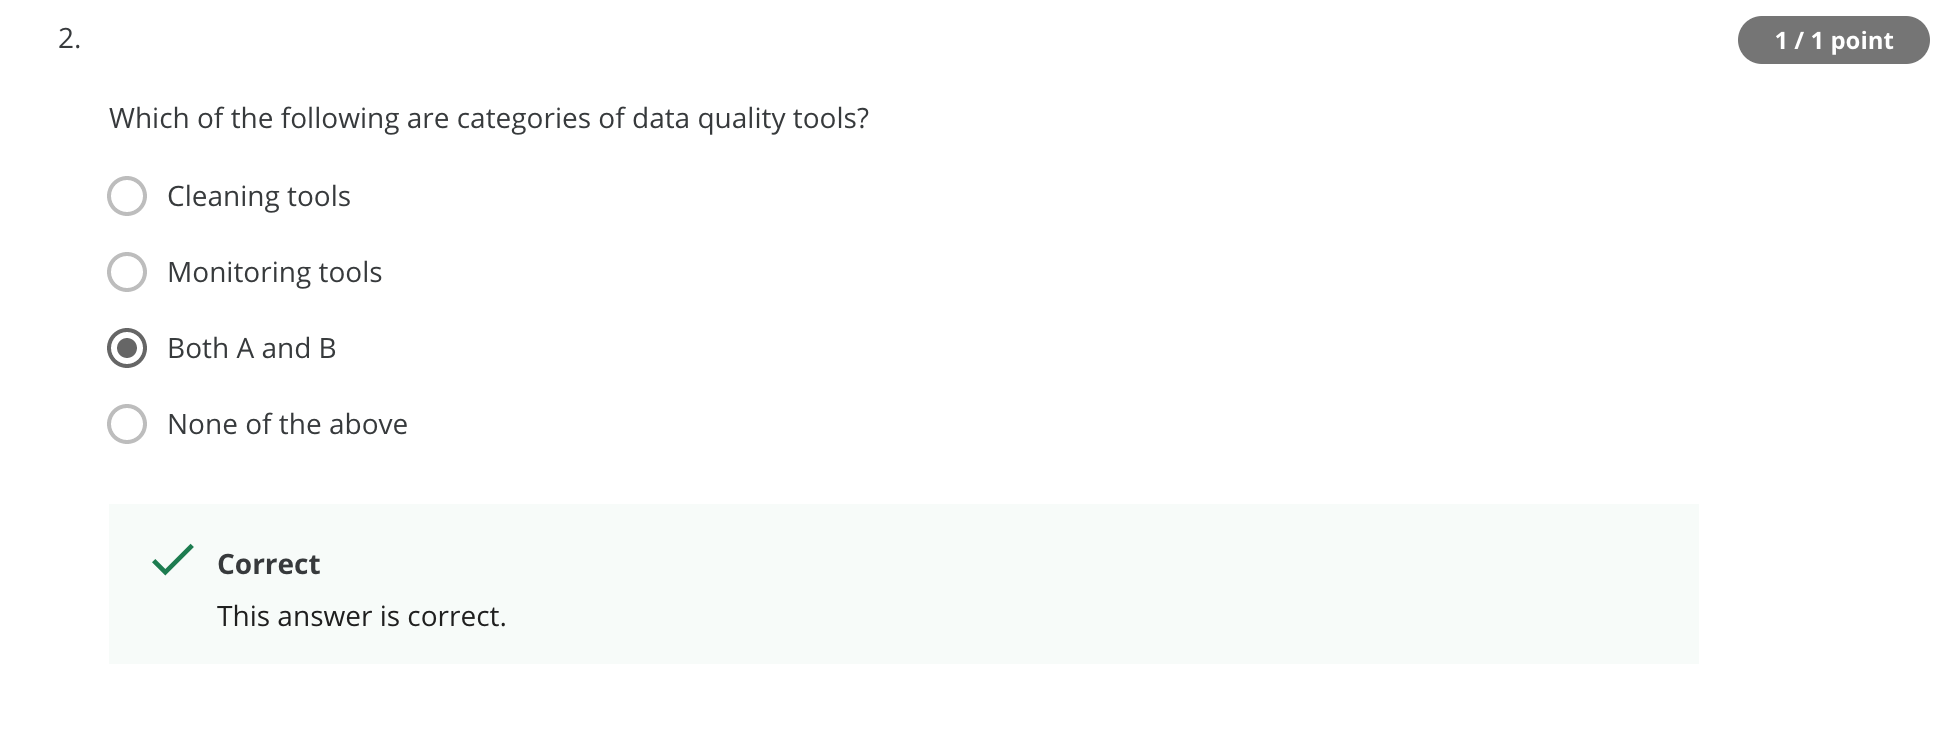 2.
1 / 1 point
Which of the following are categories of data quality tools?
Cleaning tools
Monitoring tools
Both A and B
None of the above
Correct
This answer is correct.